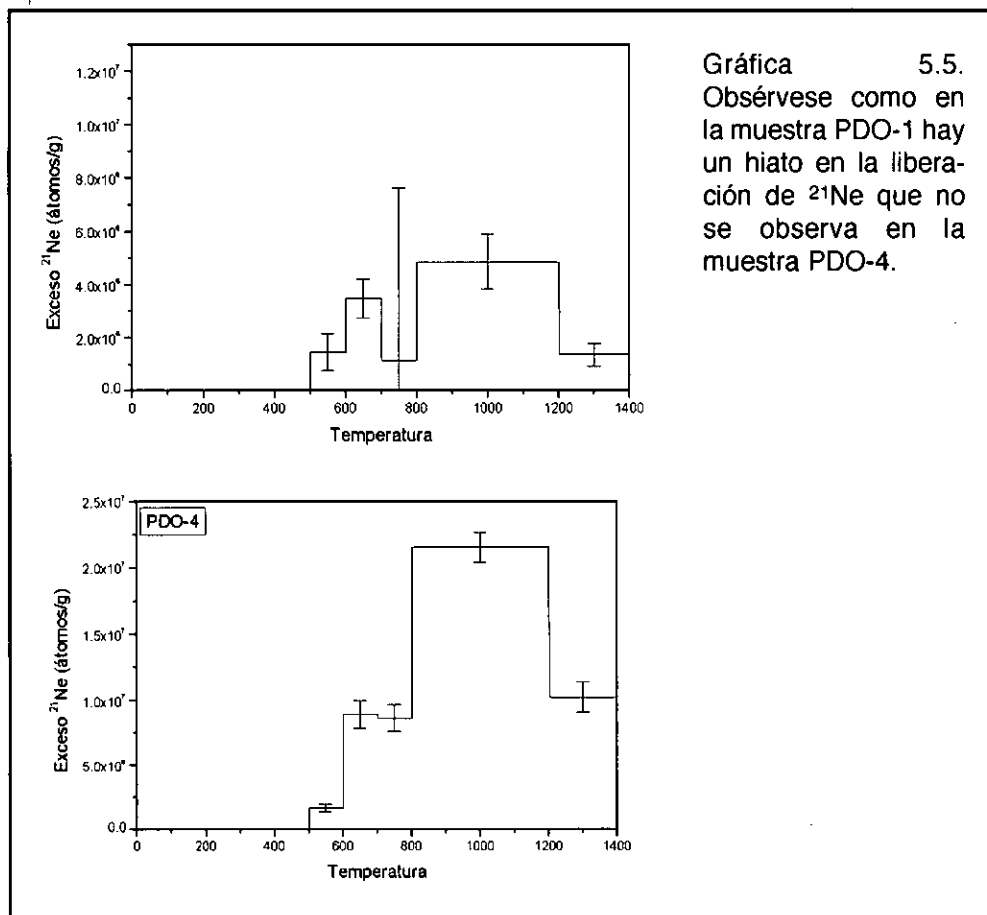 1.2x10⁷
1.0x10⁷
8.0x10⁶
6.0x10⁶
4.0x10⁶
2.0x10⁶
0.0
Exceso ²¹Ne (átomos/g)
0 200 400 600 800 1000 1200 1400
Temperatura
Gráfica 5.5.
Obsérvese como en
la muestra PDO-1 hay
un hiato en la libera-
ción de ²¹Ne que no
se observa en la
muestra PDO-4.
2.5x10⁷
PDO-4
2.0x10⁷
1.5x10⁷
1.0x10⁷
5.0x10⁶
0.0
Exceso ²¹Ne (átomos/g)
0 200 400 600 800 1000 1200 1400
Temperatura